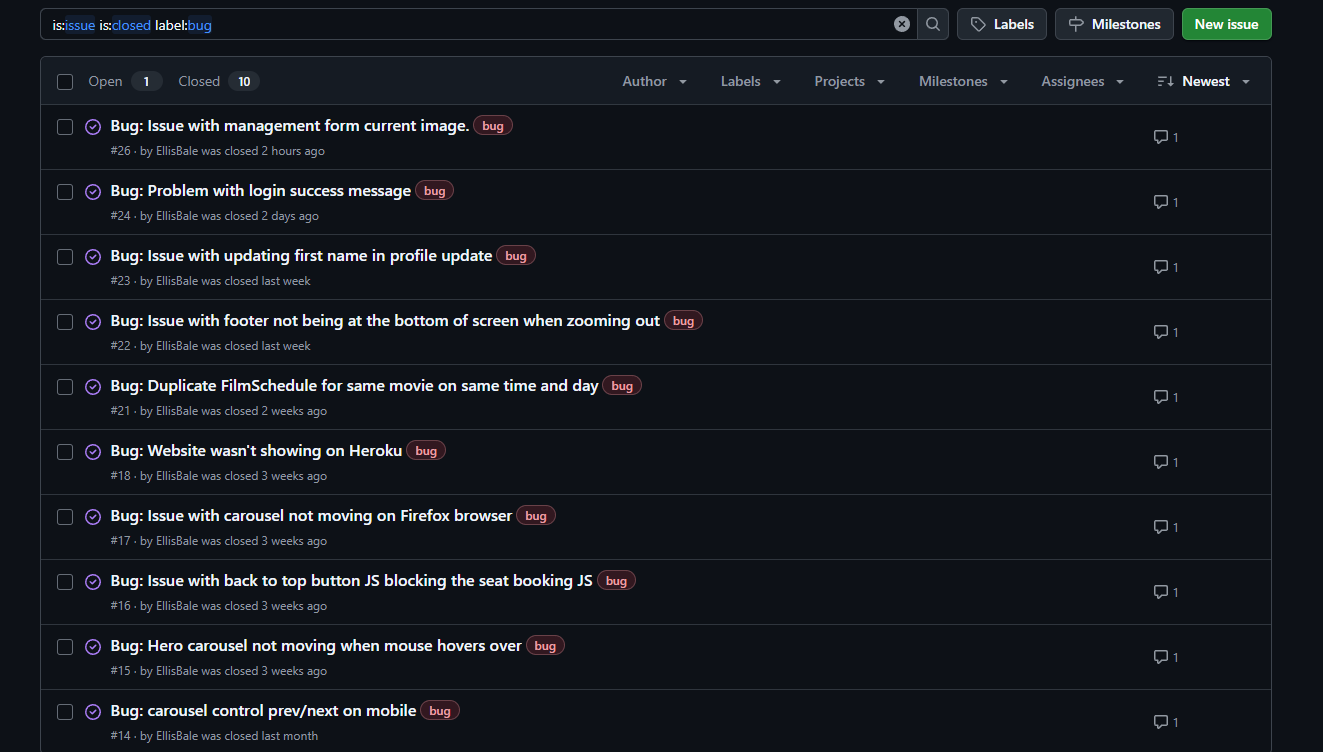 is:issue is:closed label:bug
Labels
Milestones
New issue
Open 1 Closed 10 Author Labels Projects Milestones Assignees Newest
Bug: Issue with management form current image. bug
#26 · by EllisBale was closed 2 hours ago
1
Bug: Problem with login success message bug
#24 · by EllisBale was closed 2 days ago
1
Bug: Issue with updating first name in profile update bug
#23 · by EllisBale was closed last week
1
Bug: Issue with footer not being at the bottom of screen when zooming out bug
#22 · by EllisBale was closed last week
1
Bug: Duplicate FilmSchedule for same movie on same time and day bug
#21 · by EllisBale was closed 2 weeks ago
1
Bug: Website wasn't showing on Heroku bug
#18 · by EllisBale was closed 3 weeks ago
1
Bug: Issue with carousel not moving on Firefox browser bug
#17 · by EllisBale was closed 3 weeks ago
1
Bug: Issue with back to top button JS blocking the seat booking JS bug
#16 · by EllisBale was closed 3 weeks ago
1
Bug: Hero carousel not moving when mouse hovers over bug
#15 · by EllisBale was closed 3 weeks ago
1
Bug: carousel control prev/next on mobile bug
#14 · by EllisBale was closed last month
1